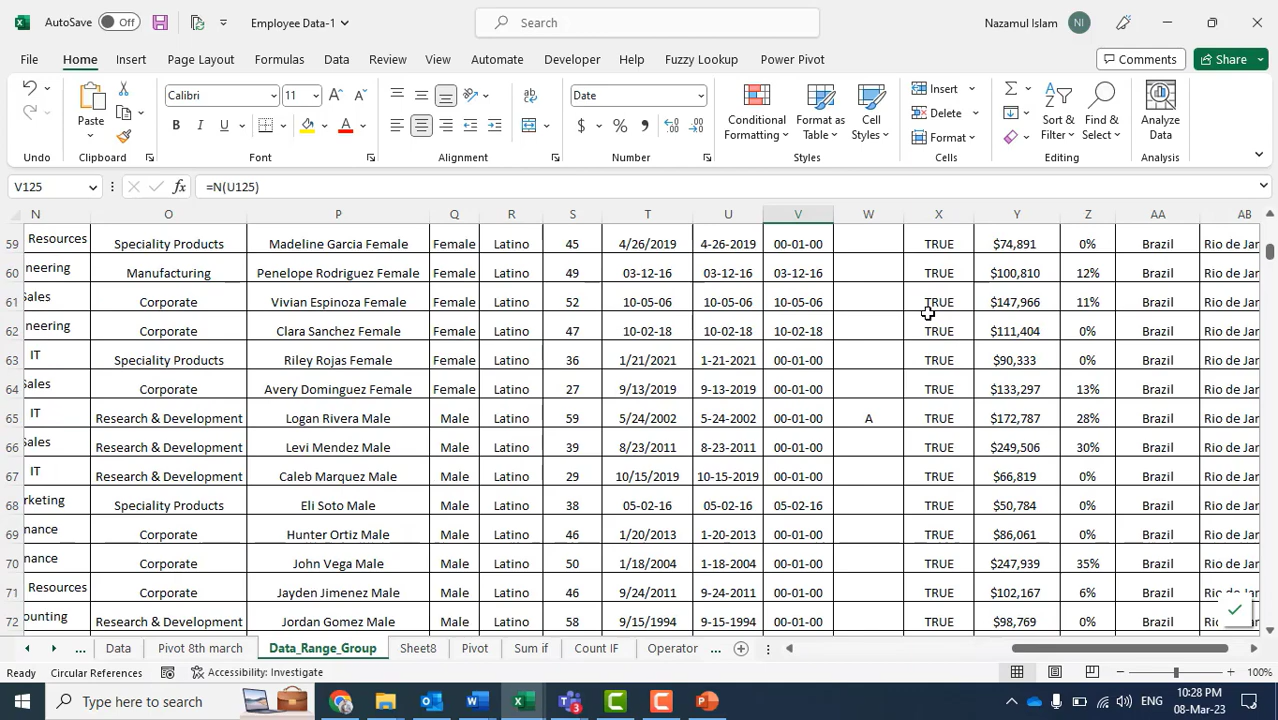 AutoSave Off Employee Data-1 Search Nazamul Islam NI
File Home Insert Page Layout Formulas Data Review View Automate Developer Help Fuzzy Lookup Power Pivot Comments Share
Calibri 11 Date Insert
Paste Conditional Format as Cell Delete Sort & Find & Analyze
B I U A $ % Formatting Table Styles Format Filter Select Data
Undo Clipboard Font Alignment Number Styles Cells Editing Analysis
V125 fx =N(U125)
N O P Q R S T U V W X Y Z AA AB
59 Resources Speciality Products Madeline Garcia Female Female Latino 45 4/26/2019 4-26-2019 00-01-00 TRUE $74,891 0% Brazil Rio de Jar
60 neering Manufacturing Penelope Rodriguez Female Female Latino 49 03-12-16 03-12-16 03-12-16 TRUE $100,810 12% Brazil Rio de Jar
61 Sales Corporate Vivian Espinoza Female Female Latino 52 10-05-06 10-05-06 10-05-06 TRUE $147,966 11% Brazil Rio de Jar
62 neering Corporate Clara Sanchez Female Female Latino 47 10-02-18 10-02-18 10-02-18 TRUE $111,404 0% Brazil Rio de Jar
63 IT Speciality Products Riley Rojas Female Female Latino 36 1/21/2021 1-21-2021 00-01-00 TRUE $90,333 0% Brazil Rio de Jar
64 Sales Corporate Avery Dominguez Female Female Latino 27 9/13/2019 9-13-2019 00-01-00 TRUE $133,297 13% Brazil Rio de Jar
65 IT Research & Development Logan Rivera Male Male Latino 59 5/24/2002 5-24-2002 00-01-00 A TRUE $172,787 28% Brazil Rio de Jar
66 Sales Research & Development Levi Mendez Male Male Latino 39 8/23/2011 8-23-2011 00-01-00 TRUE $249,506 30% Brazil Rio de Jar
67 IT Research & Development Caleb Marquez Male Male Latino 29 10/15/2019 10-15-2019 00-01-00 TRUE $66,819 0% Brazil Rio de Jar
68 rketing Speciality Products Eli Soto Male Male Latino 38 05-02-16 05-02-16 05-02-16 TRUE $50,784 0% Brazil Rio de Jar
69 nance Corporate Hunter Ortiz Male Male Latino 46 1/20/2013 1-20-2013 00-01-00 TRUE $86,061 0% Brazil Rio de Jar
70 nance Corporate John Vega Male Male Latino 50 1/18/2004 1-18-2004 00-01-00 TRUE $247,939 35% Brazil Rio de Jar
71 Resources Corporate Jayden Jimenez Male Male Latino 46 9/24/2011 9-24-2011 00-01-00 TRUE $102,167 6% Brazil Rio de Jar
72 ounting Research & Development Jordan Gomez Male Male Latino 58 9/15/1994 9-15-1994 00-01-00 TRUE $98,769 0% Brazil Rio de Jar
... Data Pivot 8th march Data_Range_Group Sheet8 Pivot Sum if Count IF Operator ...
Ready Circular References Accessibility: Investigate 100%
Type here to search ENG 10:28 PM
08-Mar-23